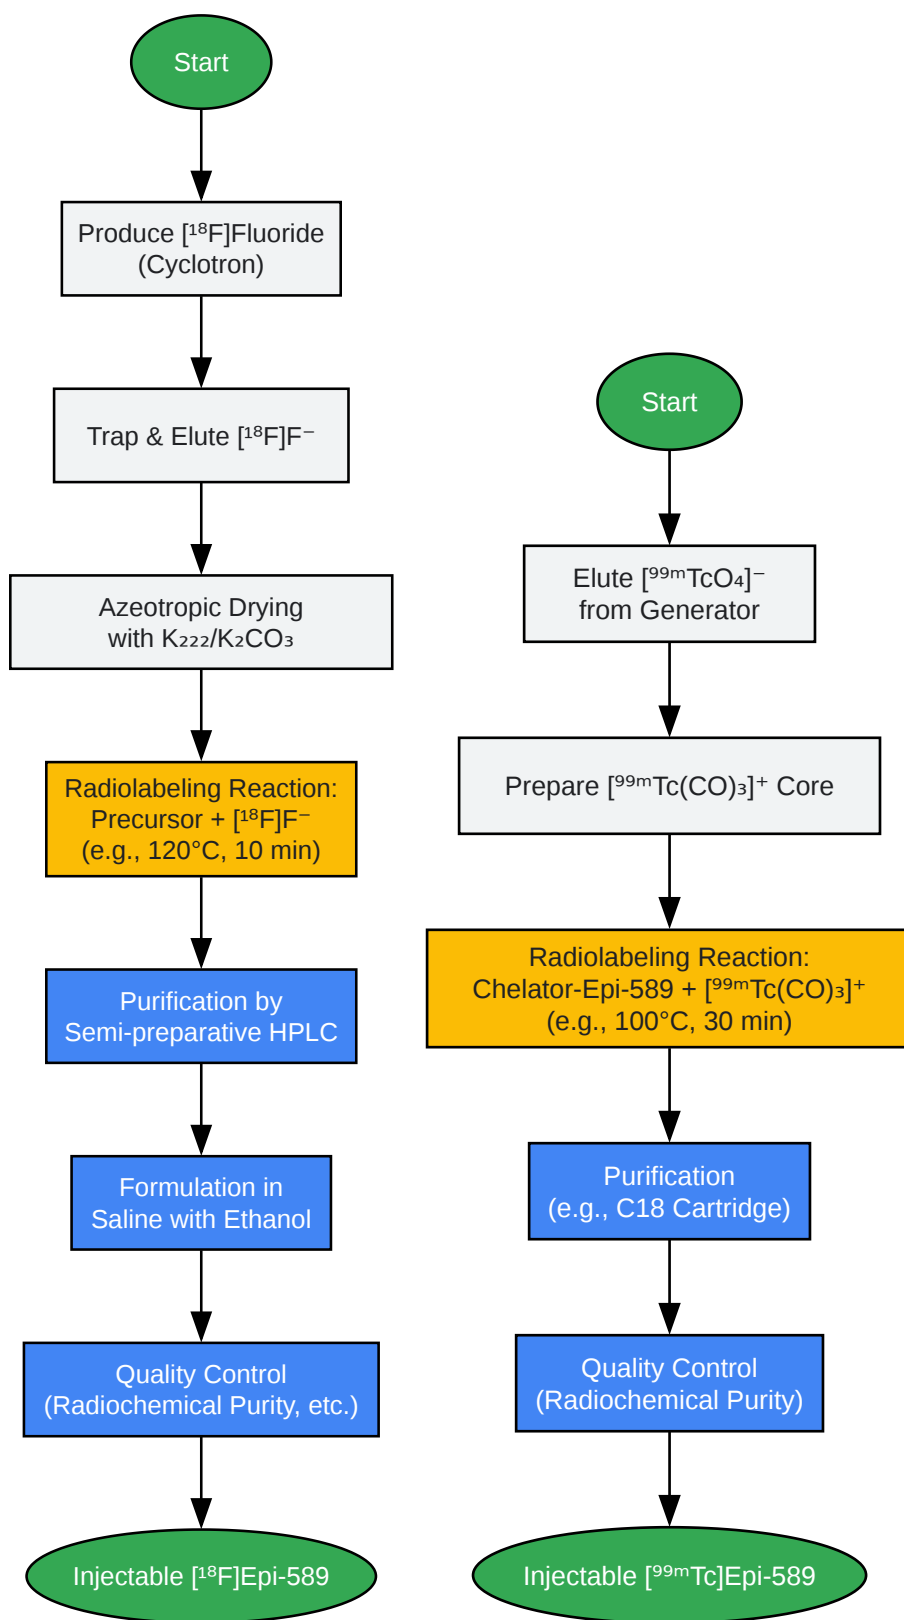 Start
Produce [¹⁸F]Fluoride
(Cyclotron)
Trap & Elute [¹⁸F]F⁻
Azeotropic Drying
with K₂₂₂/K₂CO₃
Radiolabeling Reaction:
Precursor + [¹⁸F]F⁻
(e.g., 120°C, 10 min)
Purification by
Semi-preparative HPLC
Formulation in
Saline with Ethanol
Quality Control
(Radiochemical Purity, etc.)
Injectable [¹⁸F]Epi-589
Start
Elute [⁹⁹ᵐTcO₄]⁻
from Generator
Prepare [⁹⁹ᵐTc(CO)₃]⁺ Core
Radiolabeling Reaction:
Chelator-Epi-589 + [⁹⁹ᵐTc(CO)₃]⁺
(e.g., 100°C, 30 min)
Purification
(e.g., C18 Cartridge)
Quality Control
(Radiochemical Purity)
Injectable [⁹⁹ᵐTc]Epi-589